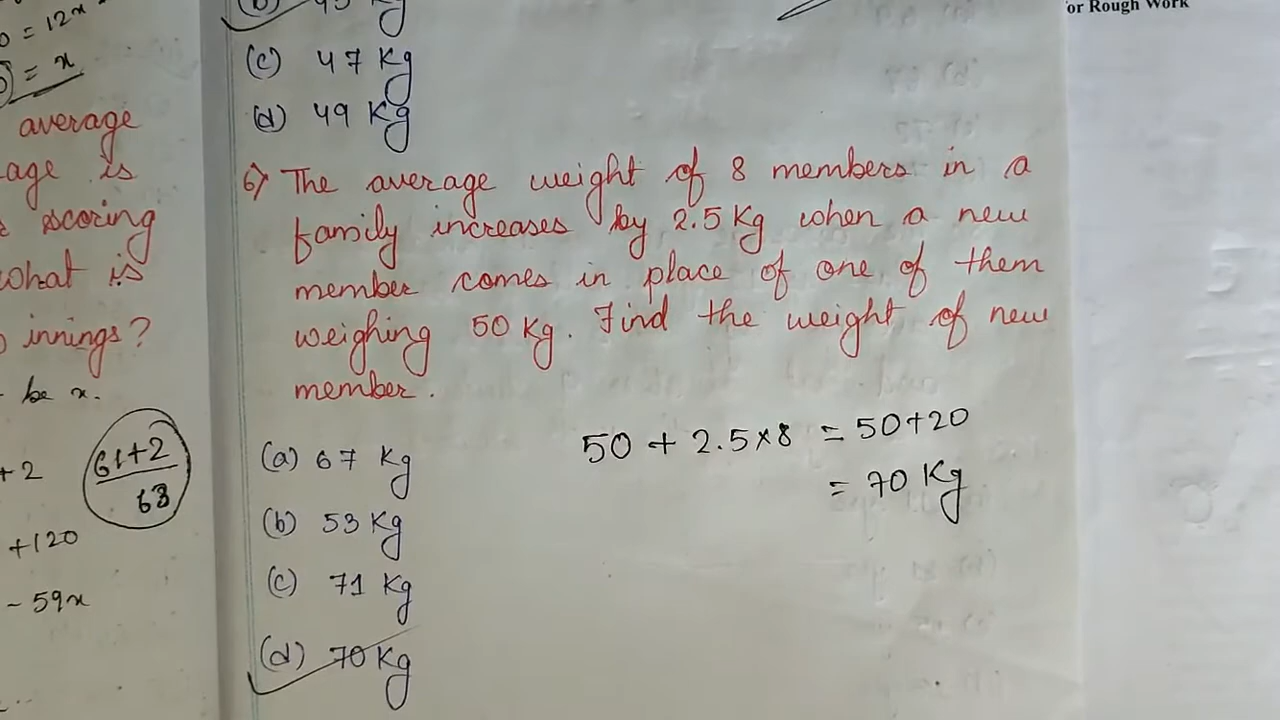 0 = 12x
= x
average
age is
scoring
what is
innings?
be x.
+ 2
61+2
63
+120
- 59x
(c) 47 Kg
(d) 49 Kg
6) The average weight of 8 members in a
family increases by 2.5 Kg when a new
member comes in place of one of them
weighing 50 Kg. Find the weight of new
member.
(a) 67 Kg
(b) 53 Kg
(c) 71 Kg
(d) 70 Kg
50 + 2.5×8 = 50+20
= 70 Kg
or Rough Work